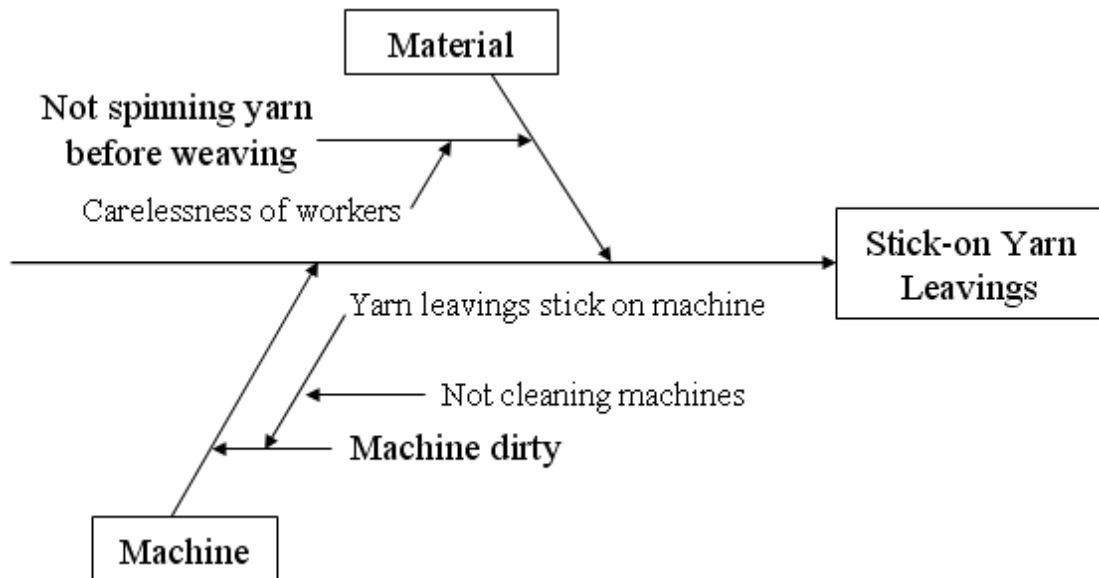 Material
Not spinning yarn
before weaving
Carelessness of workers
Stick-on Yarn
Leavings
Yarn leavings stick on machine
Not cleaning machines
Machine dirty
Machine